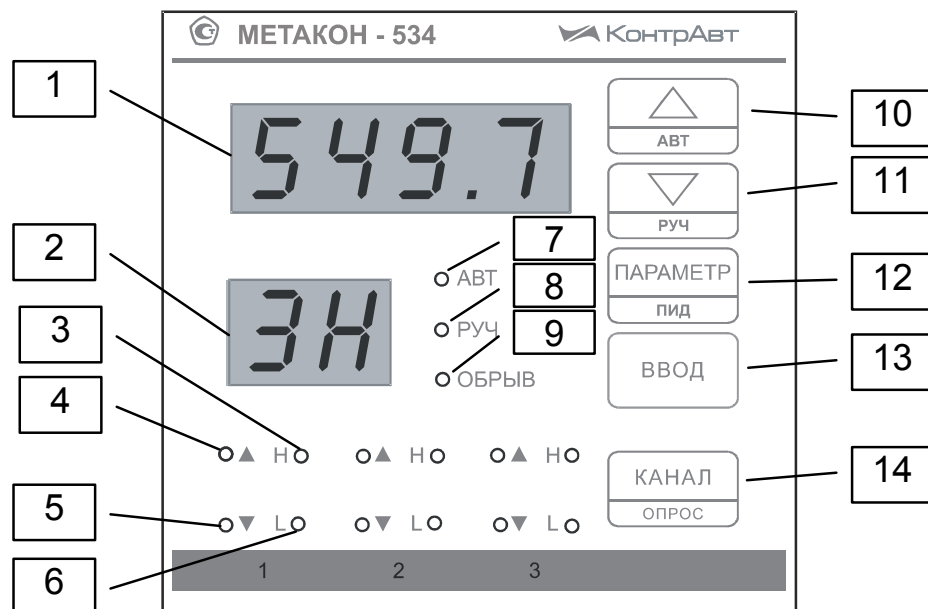 МЕТАКОН - 534
КонтрАвт
1
549.7
10
АВТ
11
РУЧ
2
3H
7
АВТ
8
РУЧ
9
ОБРЫВ
12
ПАРАМЕТР
ПИД
13
ВВОД
3
4
H H H
14
КАНАЛ
ОПРОС
5
L L L
6
1 2 3